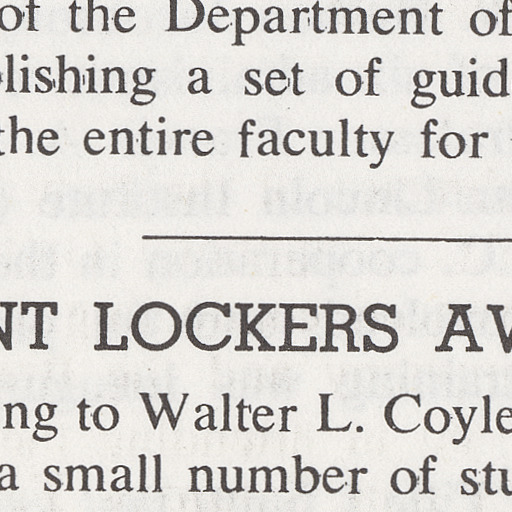 of the Department of
lishing a set of guid
the entire faculty for
NT LOCKERS AV
ng to Walter L. Coyle
a small number of stu